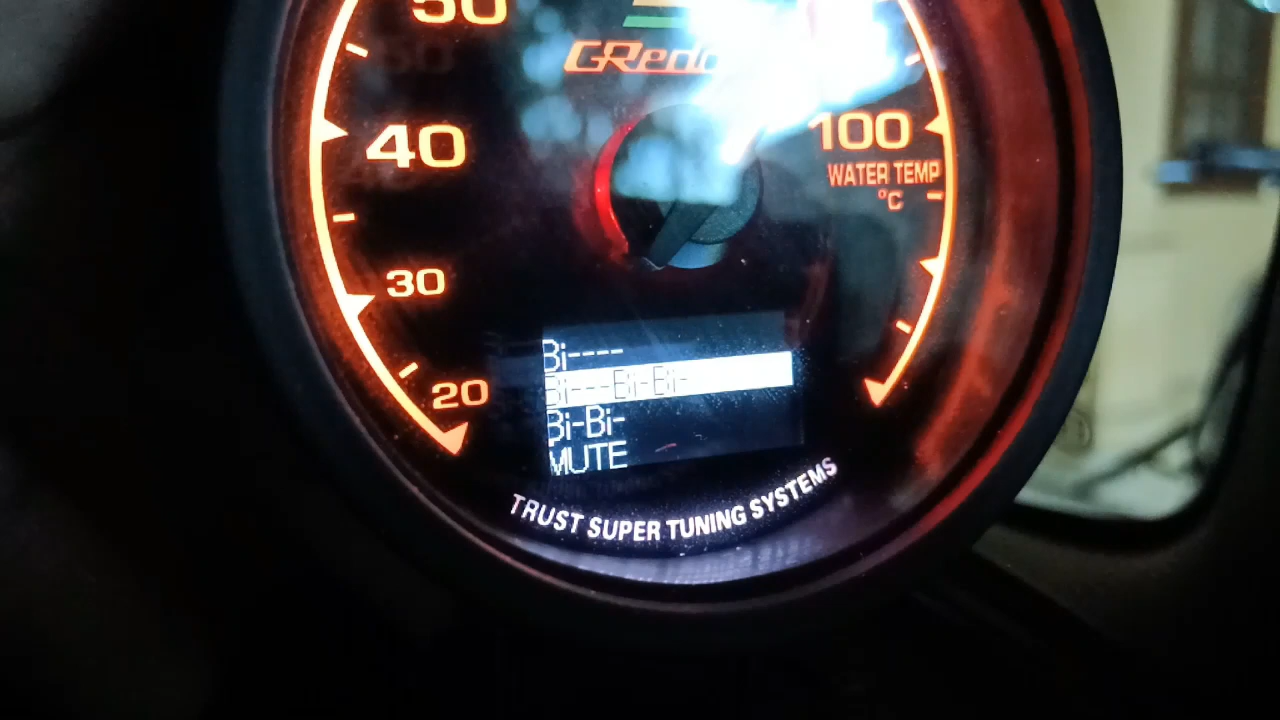 50
GReddy
40
100
WATER TEMP
°C
30
20
Bi----
Bi---Bi-Bi-
Bi-Bi-
MUTE
TRUST SUPER TUNING SYSTEMS